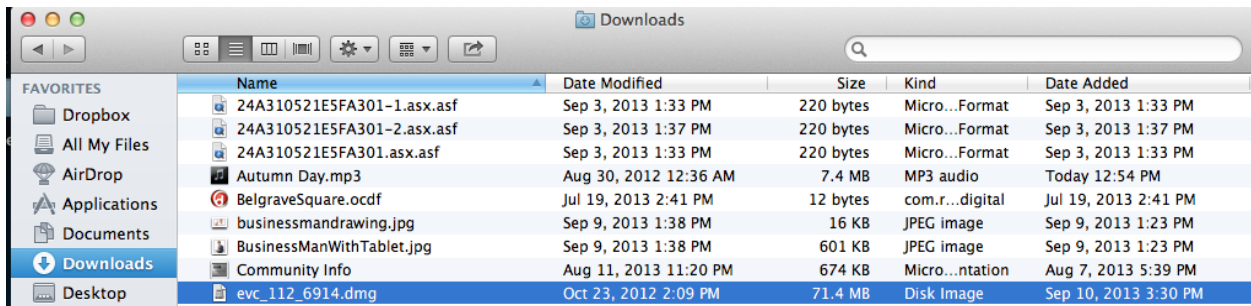 Downloads
FAVORITES
Dropbox
All My Files
AirDrop
Applications
Documents
Downloads
Desktop
Name Date Modified Size Kind Date Added
24A310521E5FA301-1.asx.asf Sep 3, 2013 1:33 PM 220 bytes Micro...Format Sep 3, 2013 1:33 PM
24A310521E5FA301-2.asx.asf Sep 3, 2013 1:37 PM 220 bytes Micro...Format Sep 3, 2013 1:37 PM
24A310521E5FA301.asx.asf Sep 3, 2013 1:33 PM 220 bytes Micro...Format Sep 3, 2013 1:33 PM
Autumn Day.mp3 Aug 30, 2012 12:36 AM 7.4 MB MP3 audio Today 12:54 PM
BelgraveSquare.ocdf Jul 19, 2013 2:41 PM 12 bytes com.r...digital Jul 19, 2013 2:41 PM
businessmandrawing.jpg Sep 9, 2013 1:38 PM 16 KB JPEG image Sep 9, 2013 1:23 PM
BusinessManWithTablet.jpg Sep 9, 2013 1:38 PM 601 KB JPEG image Sep 9, 2013 1:23 PM
Community Info Aug 11, 2013 11:20 PM 674 KB Micro...ntation Aug 7, 2013 5:39 PM
evc_112_6914.dmg Oct 23, 2012 2:09 PM 71.4 MB Disk Image Sep 10, 2013 3:30 PM